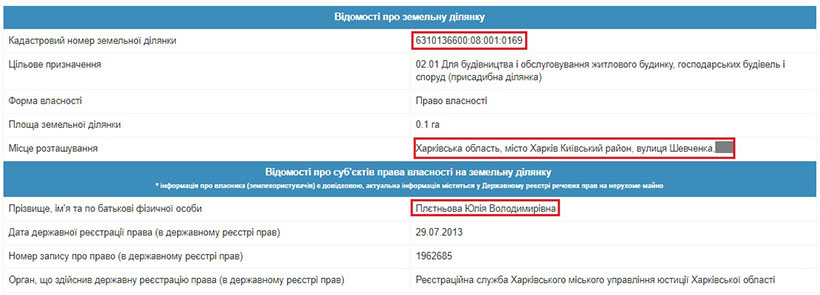 Відомості про земельну ділянку
Кадастровий номер земельної ділянки 6310136600:08:001:0169
Цільове призначення 02.01 Для будівництва і обслуговування житлового будинку, господарських будівель і
споруд (присадибна ділянка)
Форма власності Право власності
Площа земельної ділянки 0.1 га
Місце розташування Харківська область, місто Харків Київський район, вулиця Шевченка,
Відомості про суб'єктів права власності на земельну ділянку
* інформація про власника (землекористувачів) є довідковою, актуальна інформація міститься у Державному реєстрі речових прав на нерухоме майно
Прізвище, ім'я та по батькові фізичної особи Плєтньова Юлія Володимирівна
Дата державної реєстрації права (в державному реєстрі прав) 29.07.2013
Номер запису про право (в державному реєстрі прав) 1962685
Орган, що здійснив державну реєстрацію права (в державному реєстрі прав) Реєстраційна служба Харківського міського управління юстиції Харківської області